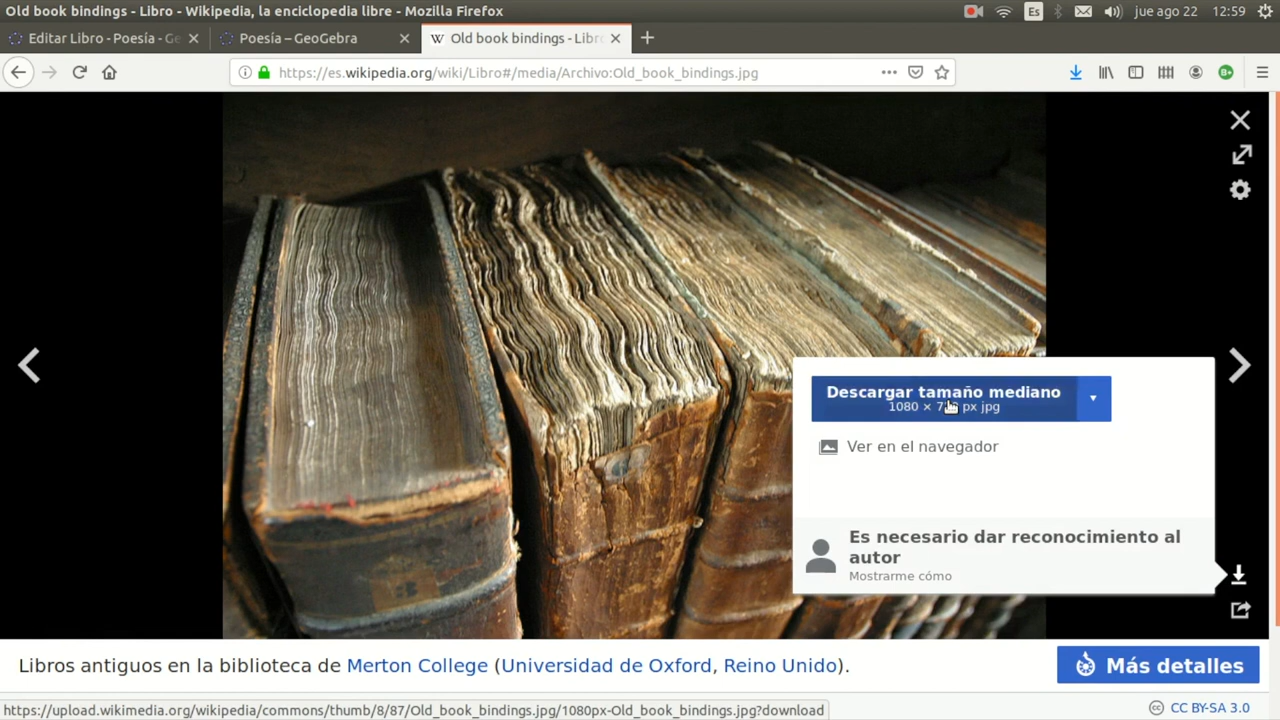 Old book bindings - Libro - Wikipedia, la enciclopedia libre - Mozilla Firefox
Es
jue ago 22 12:59
Editar Libro - Poesía - Ge
Poesía – GeoGebra
W Old book bindings - Libro
https://es.wikipedia.org/wiki/Libro#/media/Archivo:Old_book_bindings.jpg
B+
Descargar tamaño mediano
1080 × px jpg
Ver en el navegador
Es necesario dar reconocimiento al
autor
Mostrarme cómo
Libros antiguos en la biblioteca de Merton College (Universidad de Oxford, Reino Unido).
Más detalles
https://upload.wikimedia.org/wikipedia/commons/thumb/8/87/Old_book_bindings.jpg/1080px-Old_book_bindings.jpg?download
cc CC BY-SA 3.0